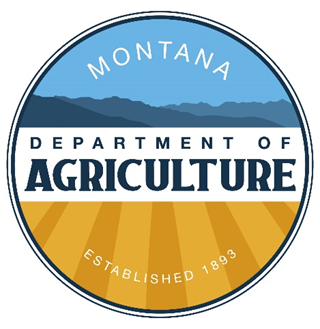 MONTANA
DEPARTMENT OF
AGRICULTURE
ESTABLISHED 1893